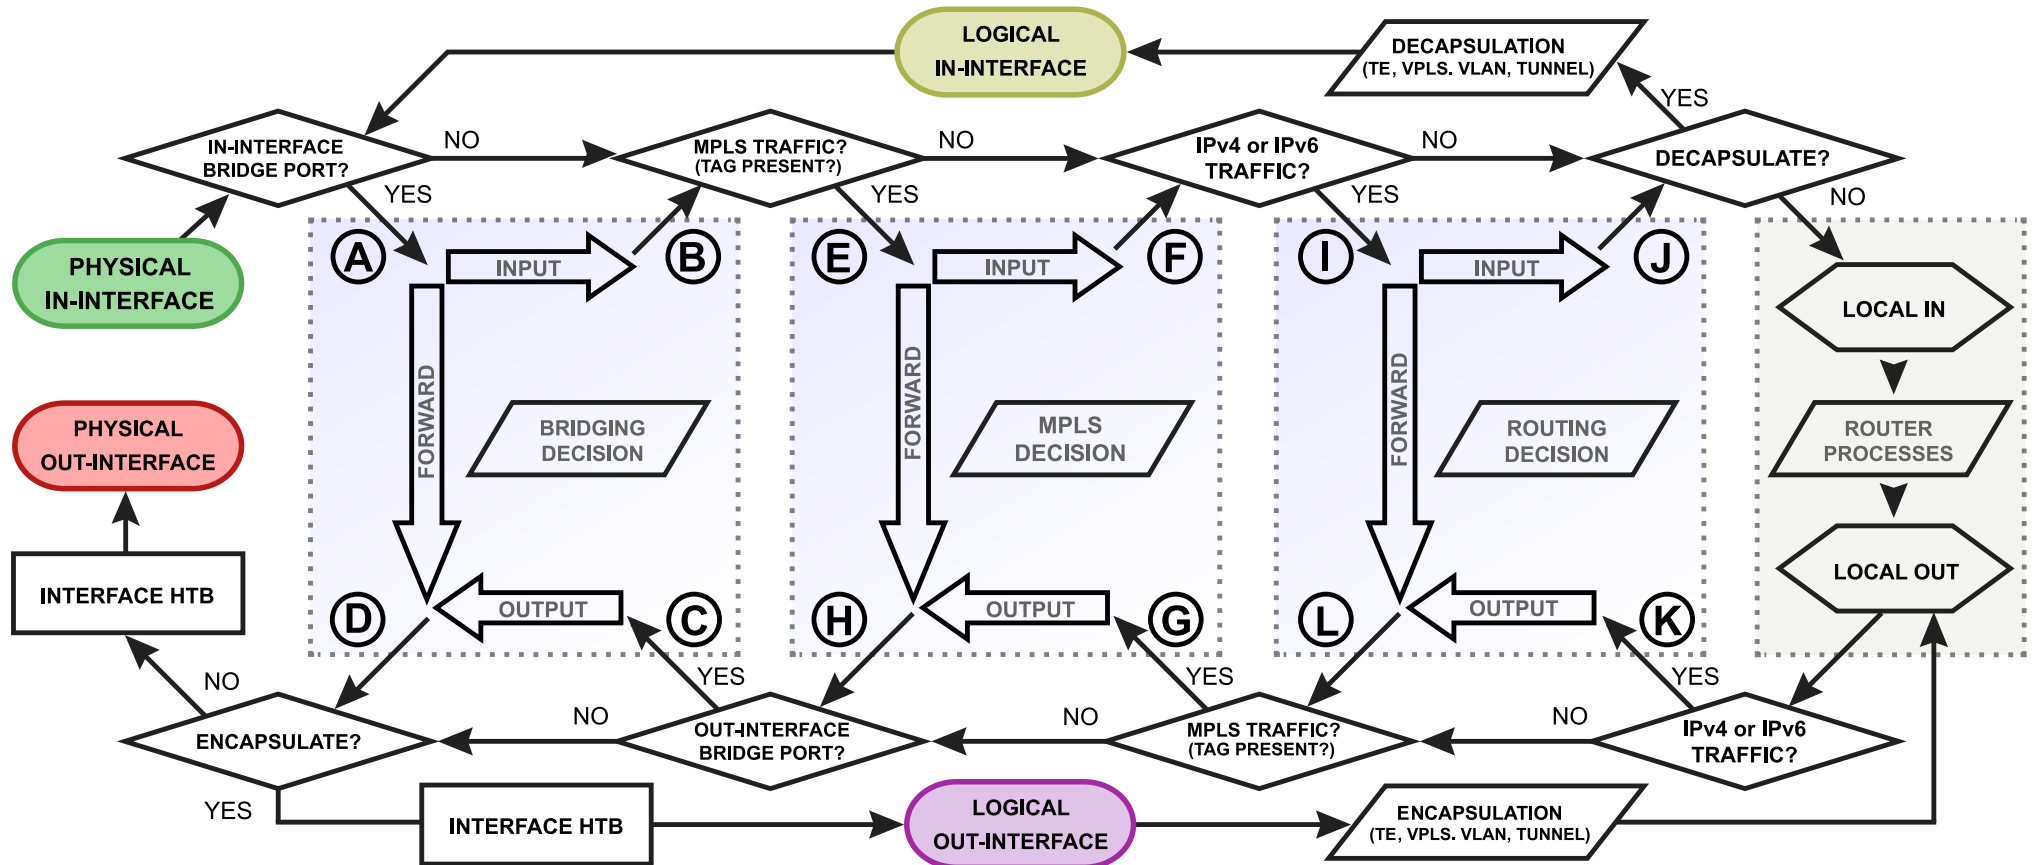 LOGICAL
IN-INTERFACE
DECAPSULATION
(TE, VPLS. VLAN, TUNNEL)
YES
IN-INTERFACE
BRIDGE PORT?
NO
MPLS TRAFFIC?
(TAG PRESENT?)
NO
IPv4 or IPv6
TRAFFIC?
NO
DECAPSULATE?
YES
YES
YES
NO
PHYSICAL
IN-INTERFACE
A
INPUT
B
E
INPUT
F
I
INPUT
J
LOCAL IN
FORWARD
FORWARD
FORWARD
PHYSICAL
OUT-INTERFACE
BRIDGING
DECISION
MPLS
DECISION
ROUTING
DECISION
ROUTER
PROCESSES
INTERFACE HTB
LOCAL OUT
D
OUTPUT
C
H
OUTPUT
G
L
OUTPUT
K
NO
YES
YES
YES
ENCAPSULATE?
NO
OUT-INTERFACE
BRIDGE PORT?
NO
MPLS TRAFFIC?
(TAG PRESENT?)
NO
IPv4 or IPv6
TRAFFIC?
YES
INTERFACE HTB
LOGICAL
OUT-INTERFACE
ENCAPSULATION
(TE, VPLS. VLAN, TUNNEL)